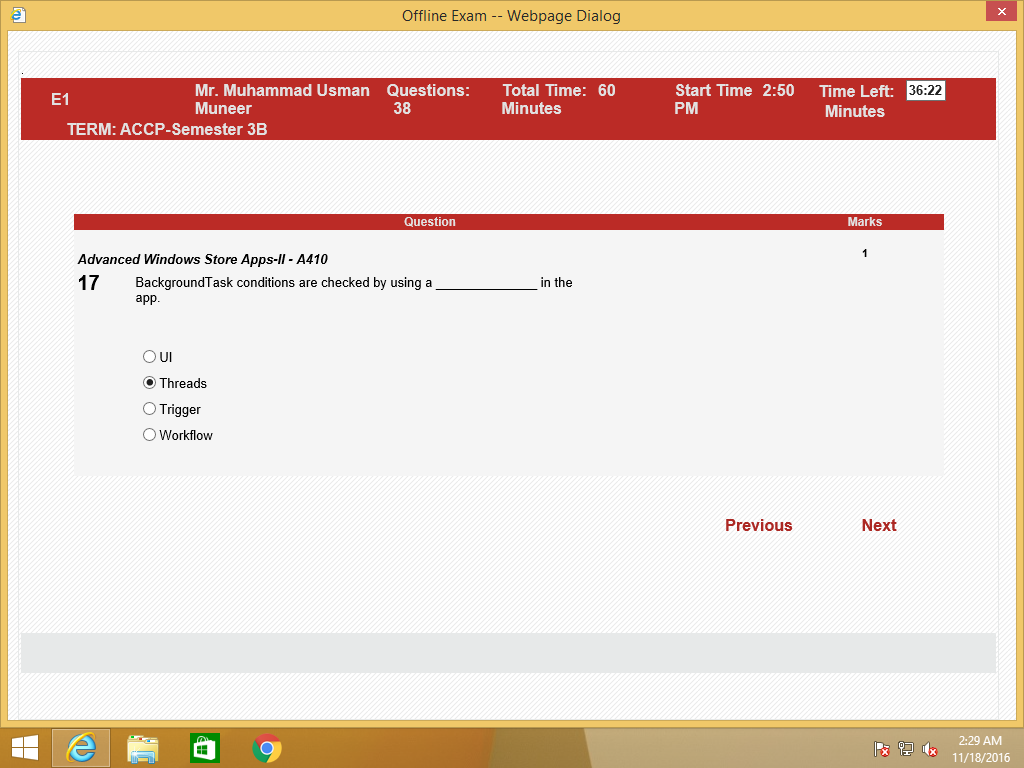 Offline Exam -- Webpage Dialog
.
E1 Mr. Muhammad Usman Questions: Total Time: 60 Start Time 2:50 Time Left: 36:22
Muneer 38 Minutes PM Minutes
TERM: ACCP-Semester 3B
Question Marks
Advanced Windows Store Apps-II - A410 1
17 BackgroundTask conditions are checked by using a _______________ in the
app.
UI
Threads
Trigger
Workflow
Previous Next
2:29 AM
11/18/2016